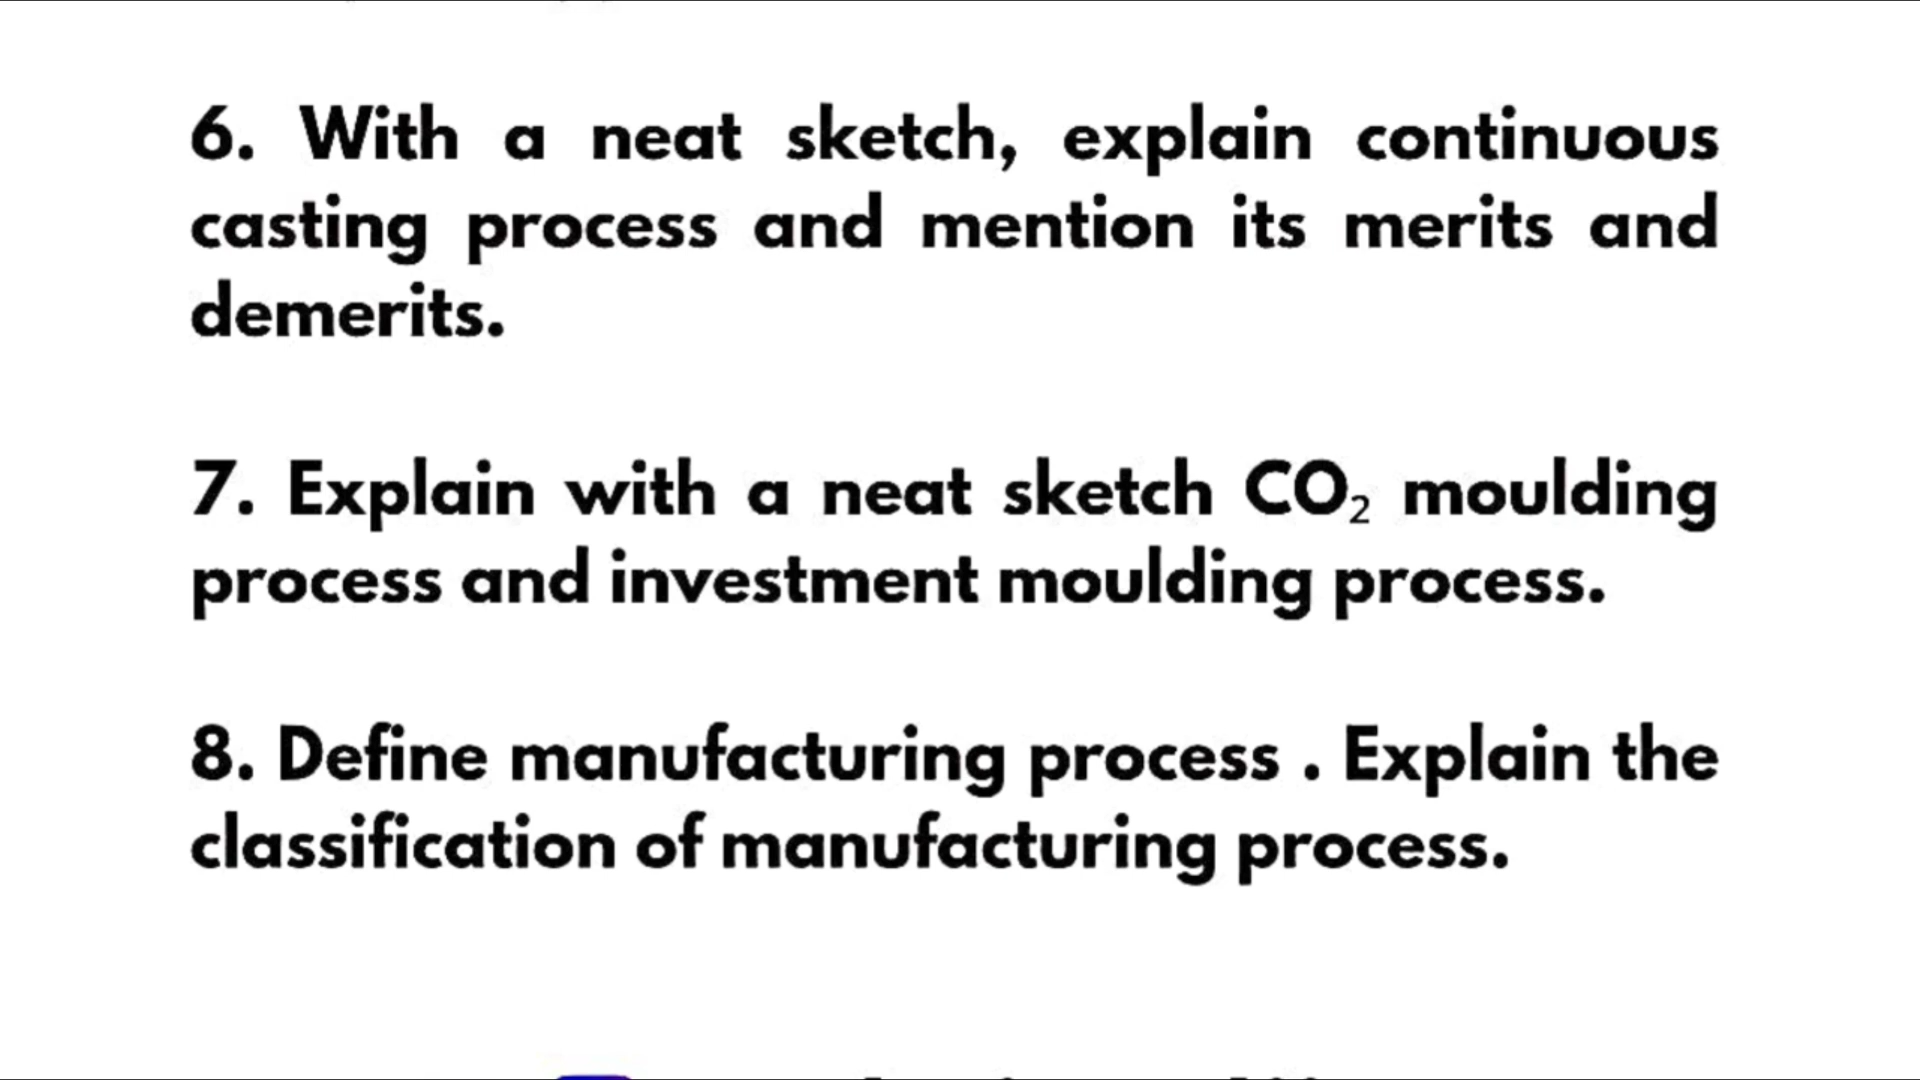 6. With a neat sketch, explain continuous
casting process and mention its merits and
demerits.
7. Explain with a neat sketch CO₂ moulding
process and investment moulding process.
8. Define manufacturing process . Explain the
classification of manufacturing process.